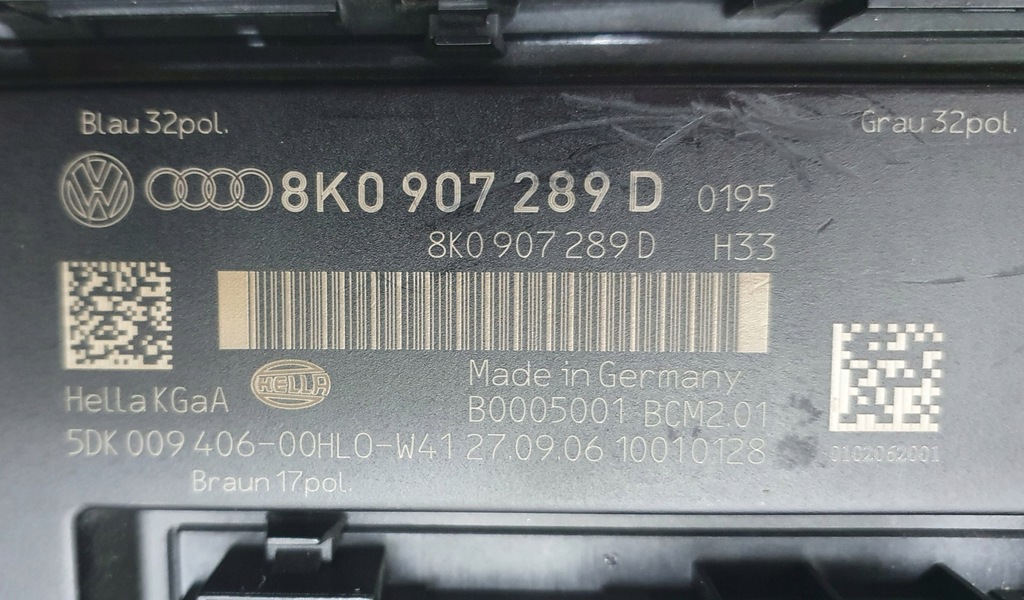 Blau 32pol.
Grau 32pol.
8K0 907 289 D 0195
8K0 907 289 D H33
Hella KGaA
HELLA
Made in Germany
B0005001 BCM2 01
5DK 009 406-00HLO-W41 27.09.06 10010128
0102062001
Braun 17pol.